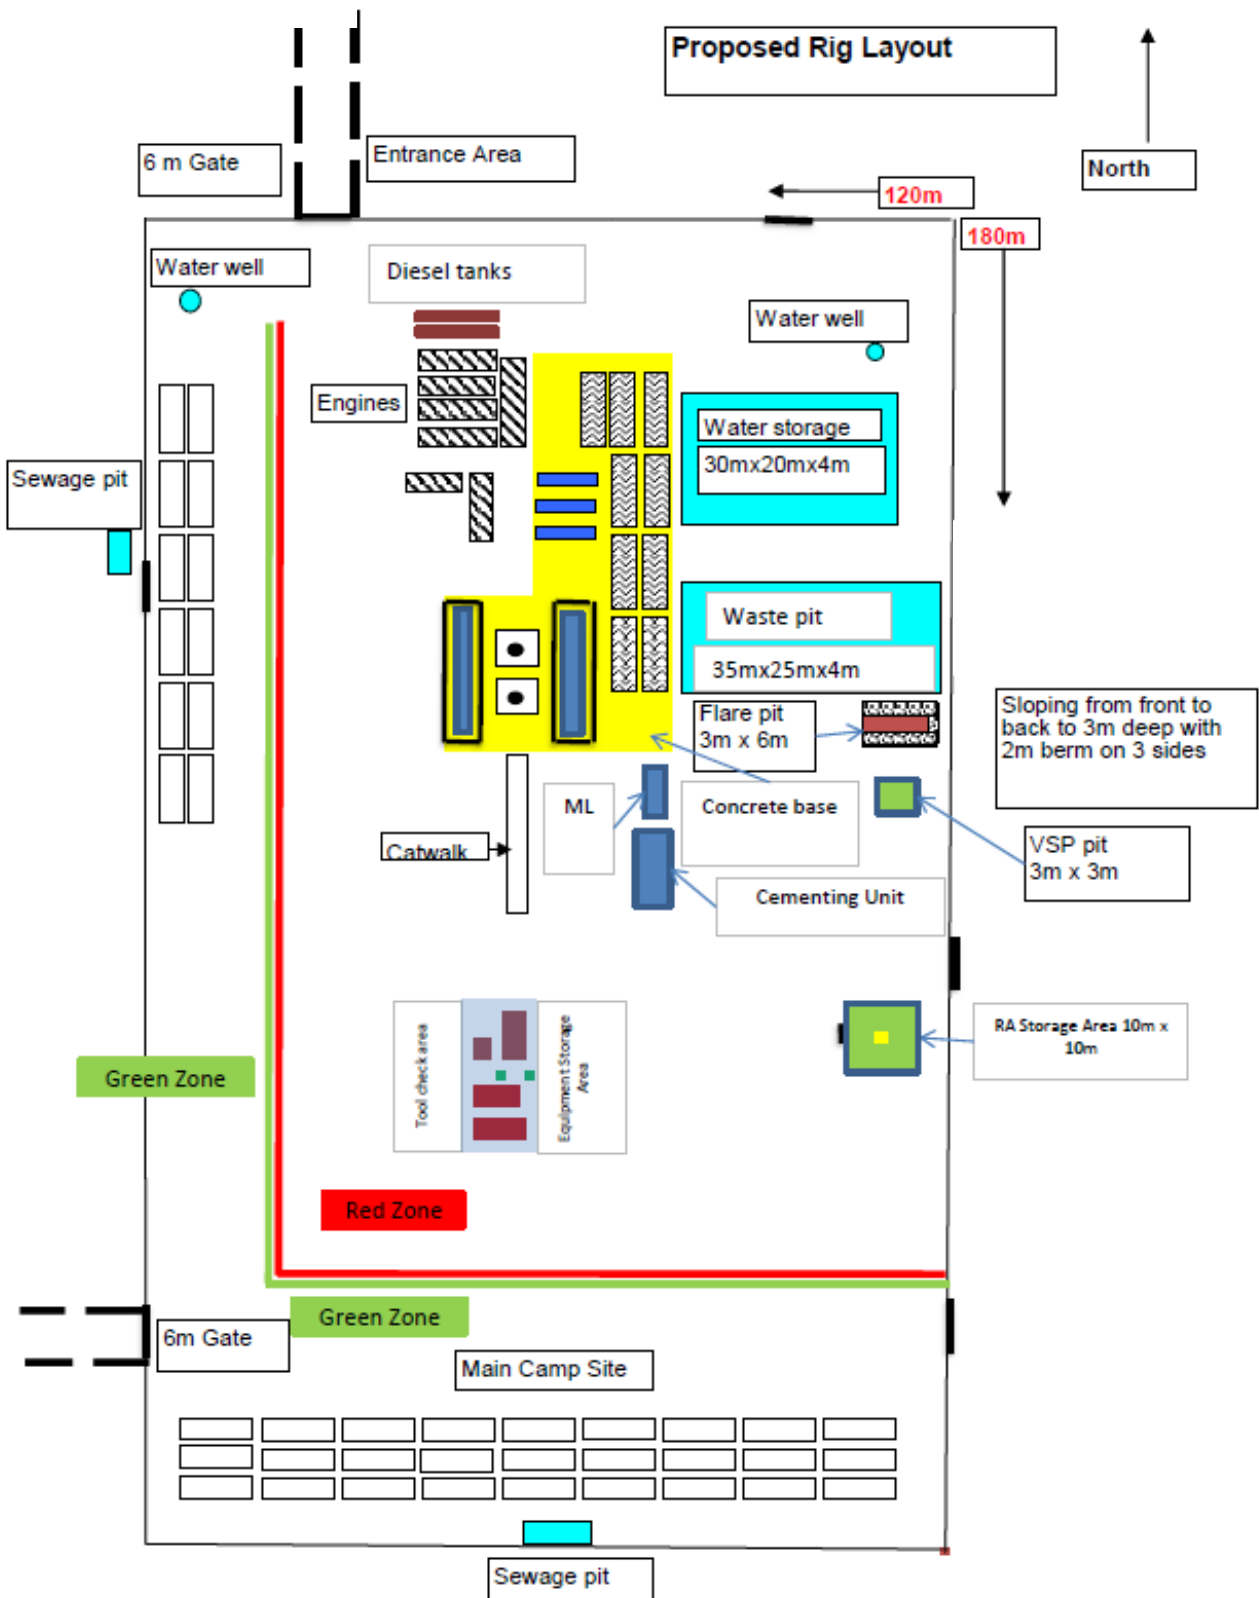 Proposed Rig Layout
6 m Gate
Entrance Area
North
120m
180m
Water well
Diesel tanks
Water well
Engines
Water storage
30mx20mx4m
Sewage pit
Waste pit
35mx25mx4m
Flare pit
3m x 6m
Sloping from front to
back to 3m deep with
2m berm on 3 sides
ML
Concrete base
Catwalk
VSP pit
3m x 3m
Cementing Unit
Tool check area
Equipment Storage
Area
RA Storage Area 10m x
10m
Green Zone
Red Zone
Green Zone
6m Gate
Main Camp Site
Sewage pit